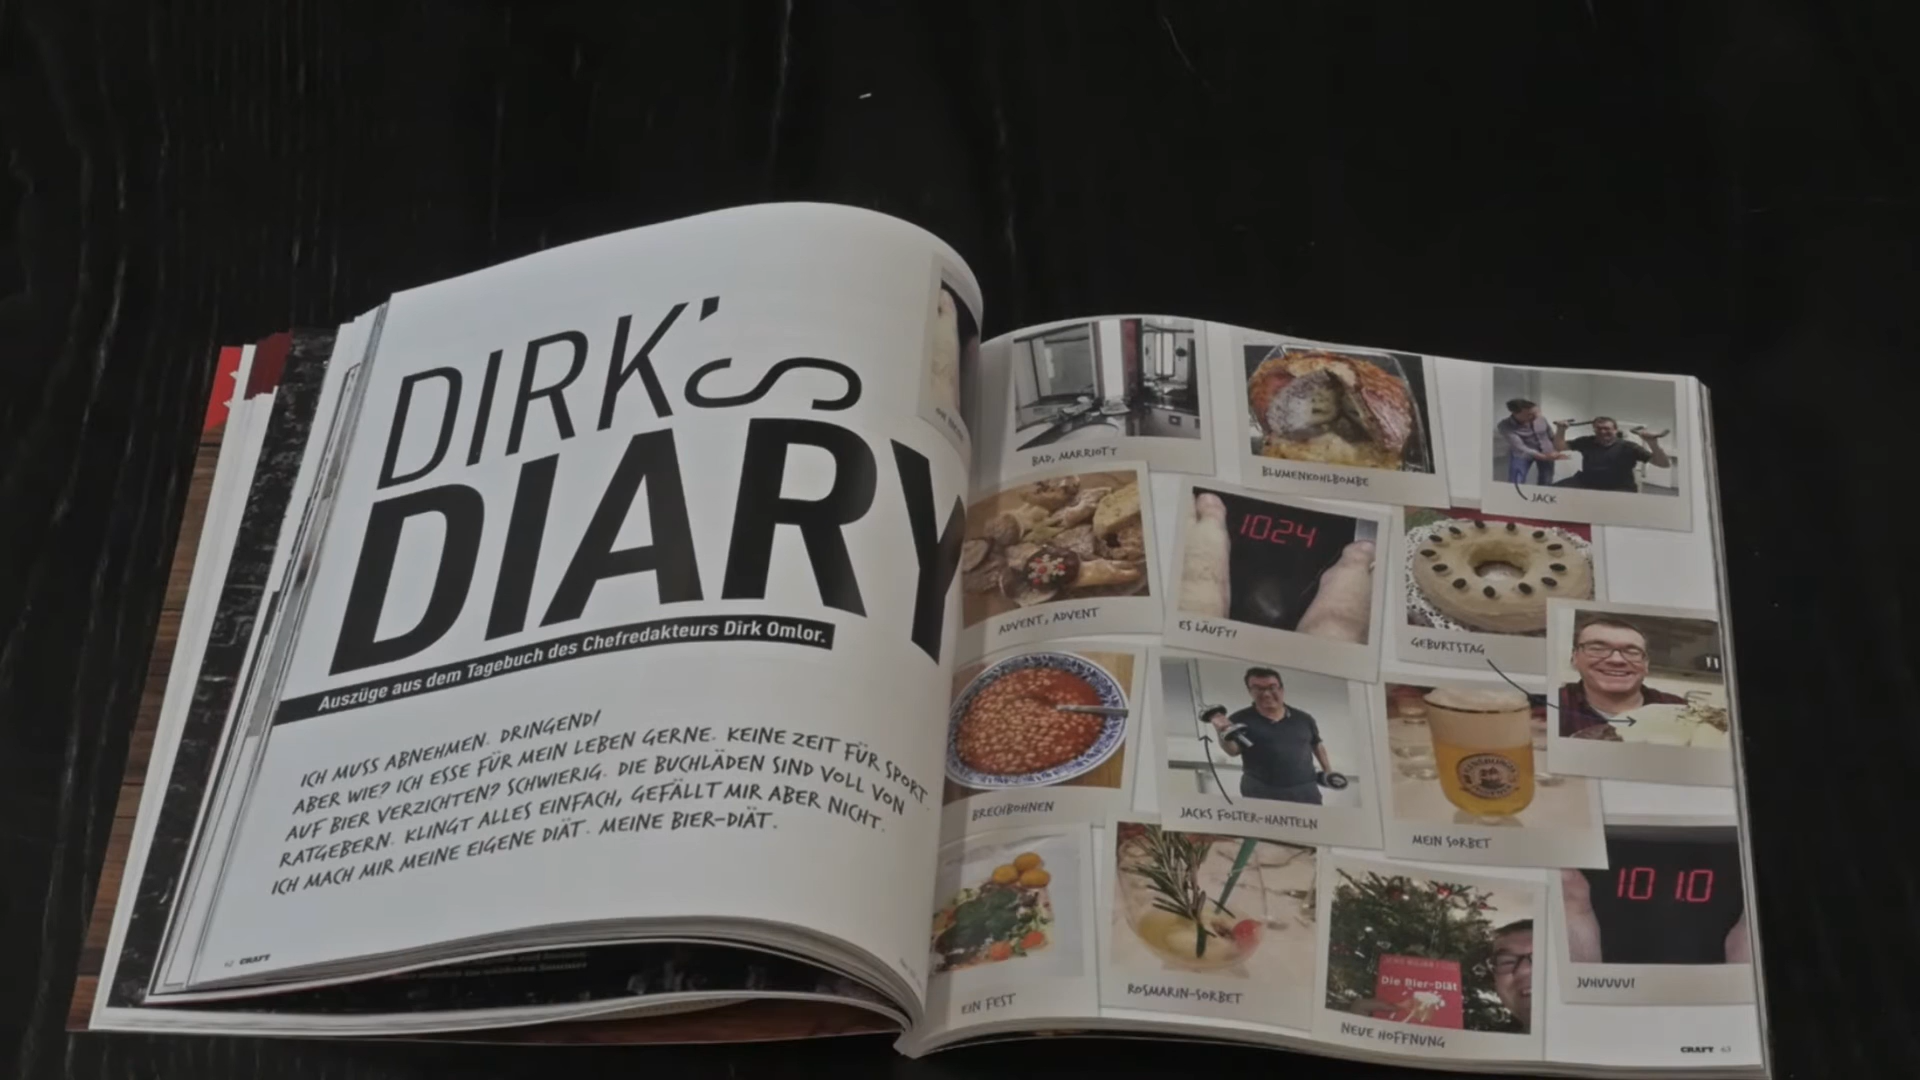 DIRK'S
DIARY
Auszüge aus dem Tagebuch des Chefredakteurs Dirk Omlor.
ICH MUSS ABNEHMEN. DRINGEND!
ABER WIE? ICH ESSE FÜR MEIN LEBEN GERNE. KEINE ZEIT FÜR SPORT.
AUF BIER VERZICHTEN? SCHWIERIG. DIE BUCHLÄDEN SIND VOLL VON
RATGEBERN. KLINGT ALLES EINFACH, GEFÄLLT MIR ABER NICHT.
ICH MACH MIR MEINE EIGENE DIÄT. MEINE BIER-DIÄT.
62 CRAFT
BAD, MARRIOTT
BLUMENKOHLBOMBE
JACK
ADVENT, ADVENT
1024
ES LÄUFT!
GEBURTSTAG
BRECHBOHNEN
JACKS FOLTER-HANTELN
MEIN SORBET
EIN FEST
ROSMARIN-SORBET
Die Bier-Diät
NEUE HOFFNUNG
101.0
JUHUUUU!
CRAFT 63